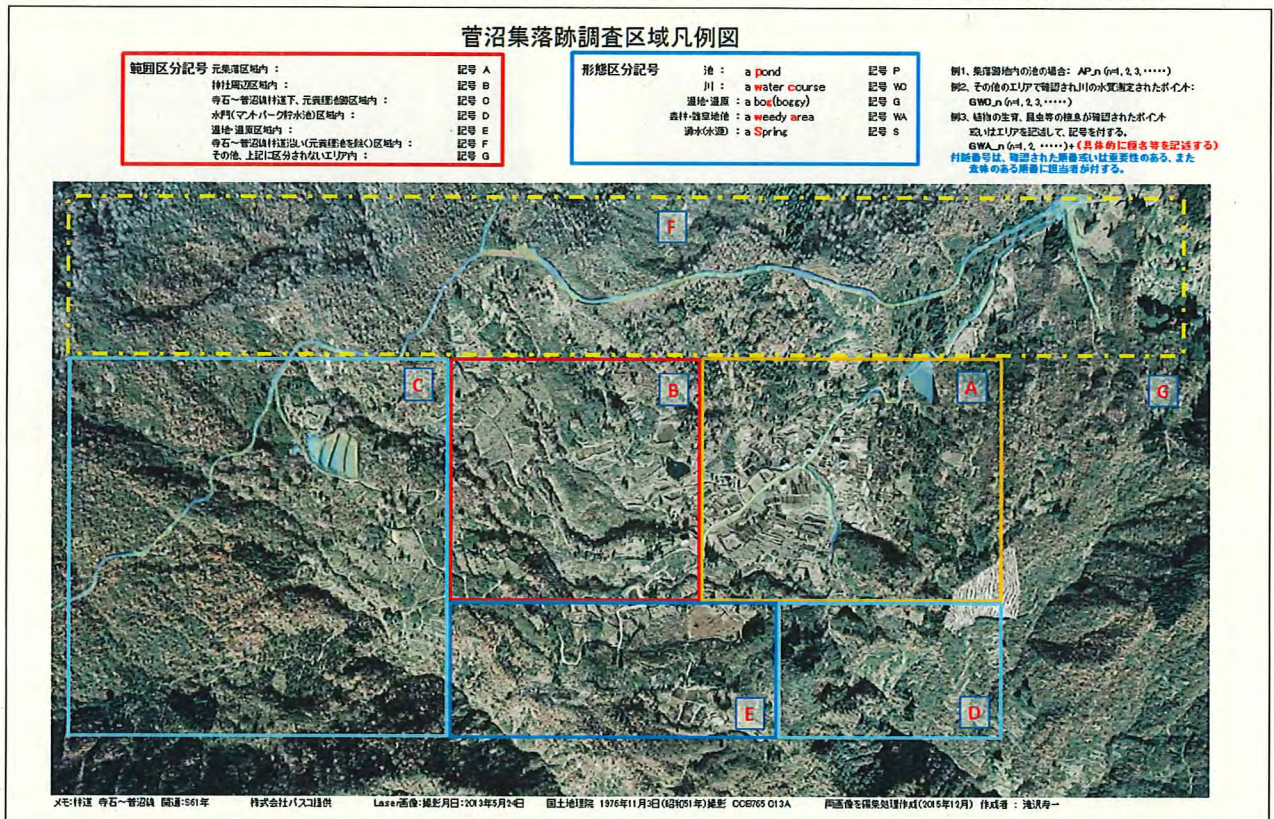 菅沼集落跡調査区域凡例図
範囲区分記号 元集落区域内 : 記号 A
神社周辺区域内 : 記号 B
寺石~菅沼線林道下、元養鯉池跡区域内 : 記号 C
水門(マントパーク貯水池)区域内 : 記号 D
湿地・湿原区域内 : 記号 E
寺石~菅沼線林道沿い(元養鯉池を除く)区域内 : 記号 F
その他、上記に区分されないエリア内 : 記号 G
形態区分記号 池 : a pond 記号 P
川 : a water course 記号 WC
湿地・湿原 : a bog(boggy) 記号 G
森林・雑草地他 : a weedy area 記号 WA
湧水(水源) : a Spring 記号 S
例1、集落跡地内の池の場合: AP_n (n=1, 2, 3, ・・・・・)
例2、その他のエリアで確認され川の水質測定されたポイント:
GWC_n (n=1, 2, 3, ・・・・・)
例3、植物の生育、昆虫等の棲息が確認されたポイント
或いはエリアを記述して、記号を付する。
GWA_n (n=1, 2, ・・・・・)+(具体的に種名等を記述する)
付随番号は、確認された順番或いは重要性のある、また
意味のある順番に担当者が付する。
F
C
B
A
G
E
D
メモ:林道 寺石~菅沼線 開通:S61年 株式会社パスコ提供 Laser画像:撮影月日:2013年5月24日 国土地理院 1976年11月3日(昭和51年)撮影 CCB765 C13A 両画像を編集処理作成(2015年12月) 作成者 : 滝沢寿一